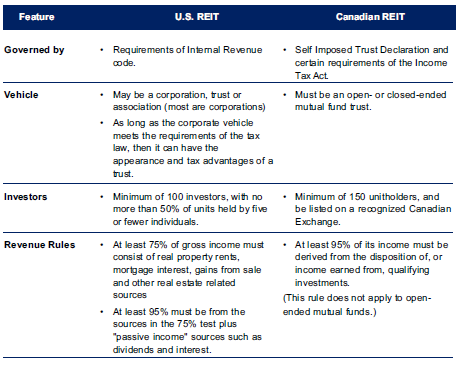 Feature U.S. REIT Canadian REIT
Governed by • Requirements of Internal Revenue • Self Imposed Trust Declaration and
code. certain requirements of the Income
Tax Act.
Vehicle • May be a corporation, trust or • Must be an open- or closed-ended
association (most are corporations) mutual fund trust.
• As long as the corporate vehicle
meets the requirements of the tax
law, then it can have the
appearance and tax advantages of a
trust.
Investors • Minimum of 100 investors, with no • Minimum of 150 unitholders, and
more than 50% of units held by five be listed on a recognized Canadian
or fewer individuals. Exchange.
Revenue Rules • At least 75% of gross income must • At least 95% of its income must be
consist of real property rents, derived from the disposition of, or
mortgage interest, gains from sale income earned from, qualifying
and other real estate related investments.
sources (This rule does not apply to open-
• At least 95% must be from the ended mutual funds.)
sources in the 75% test plus
"passive income" sources such as
dividends and interest.